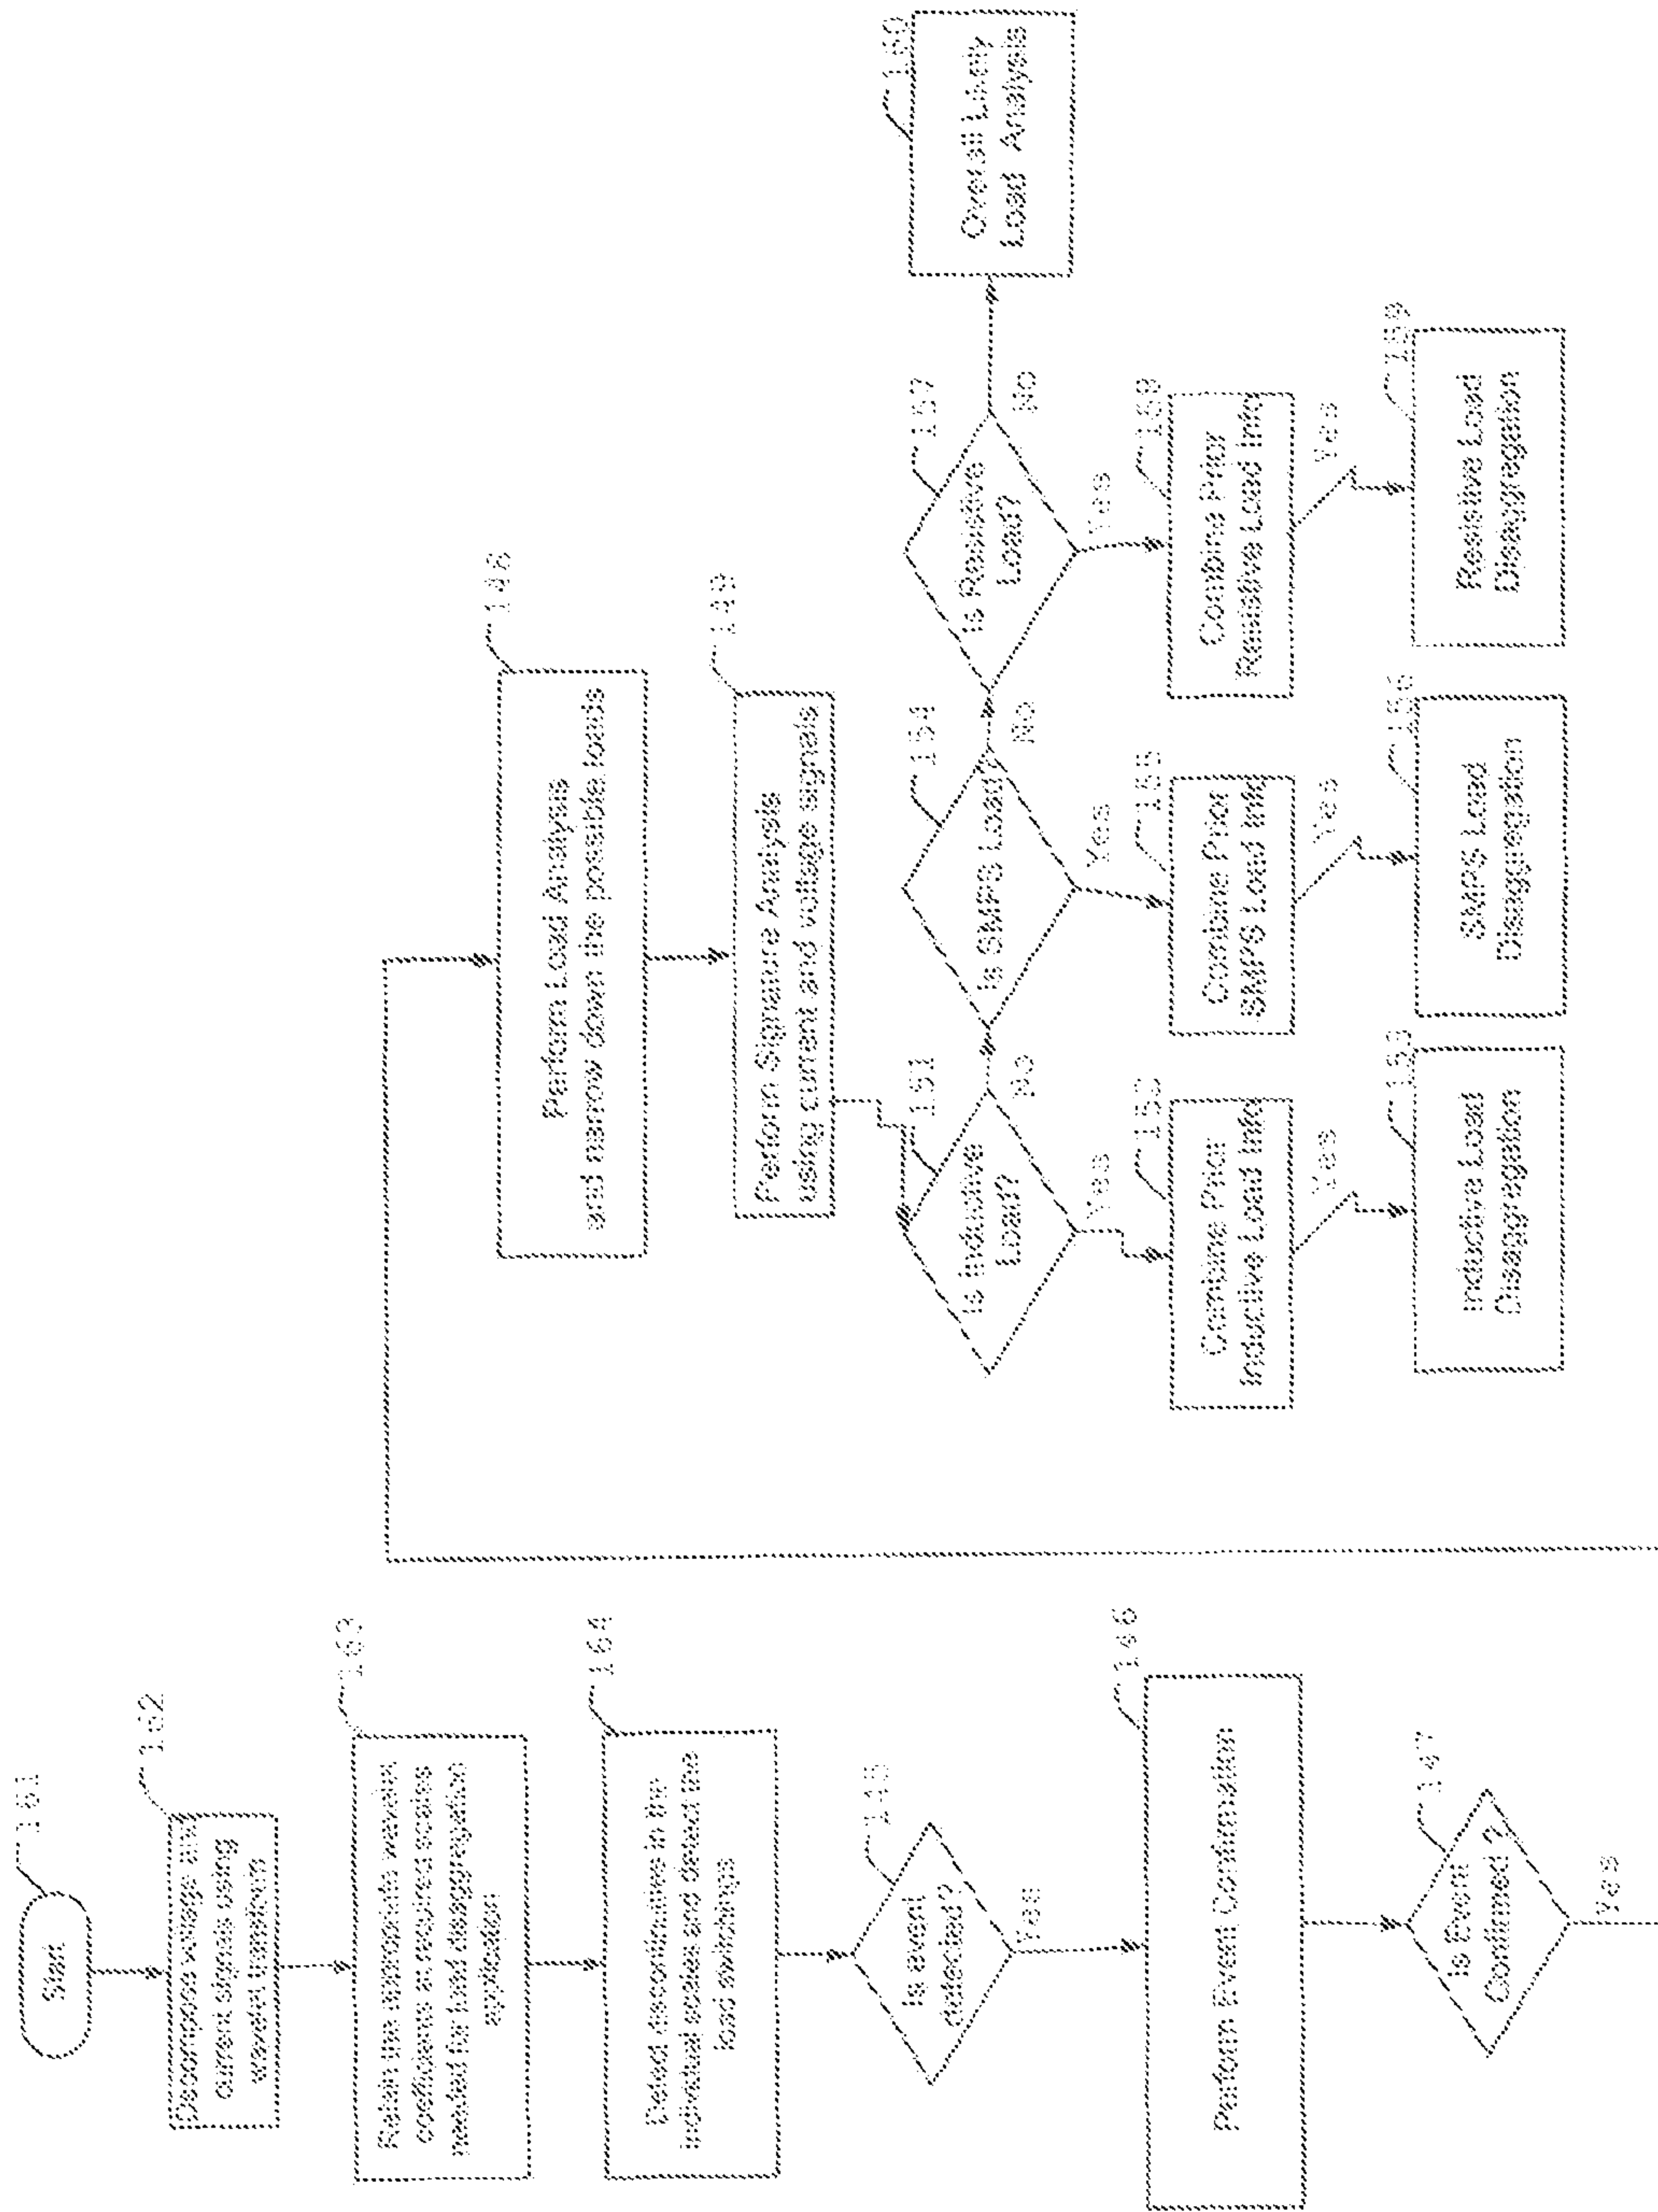 161
Start
162
Decompose voltage and
current signals using
wavelet transform
163
Retain the appropriate wavelet
coefficients at required scales
needed for load disaggregation
application
164
Detect discontinuities in the
individual scales and detect the
load switchings
145
Is event
detected?
Yes
146
Perform Event Confirmation
147
Is Event
Confirmed ?
Yes
148
Perform Load Analysis
and narrow down the possible loads
149
Perform Signature Analysis
using current and voltage signals
151
Is Inductive
Load?
No
Yes
152
Combine Prior
Inductive Load Info
Yes
153
Inductive Load
Disaggregation
154
Is SMPS Load?
No
Yes
155
Combine Prior
SMPS Load Info
Yes
156
SMPS Load
Disaggregation
157
Is Resistive
Load?
No
Yes
158
Combine Prior
Resistive Load Info
Yes
159
Resistive Load
Disaggregation
160
Overall Likely
Load Analysis